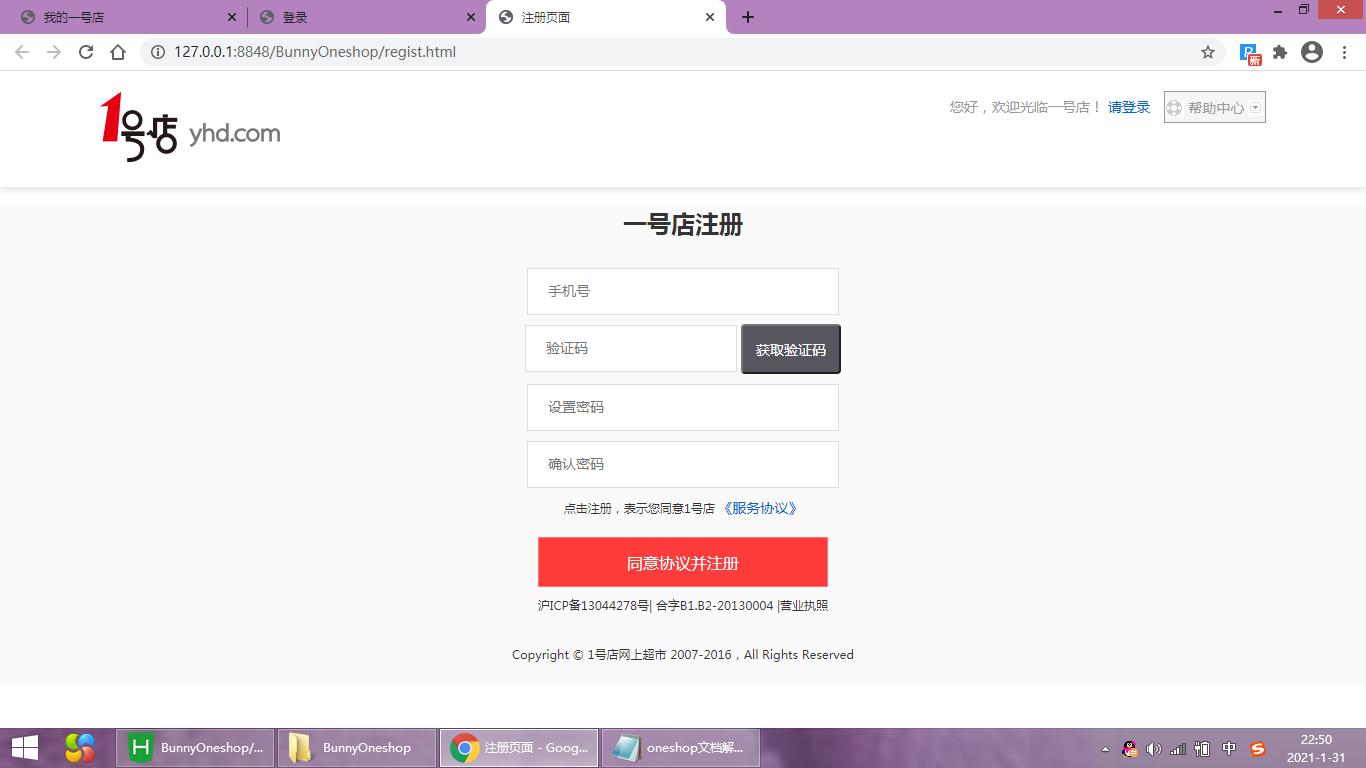 我的一号店
登录
注册页面
127.0.0.1:8848/BunnyOneshop/regist.html
新
1号店 yhd.com
您好，欢迎光临一号店！ 请登录
帮助中心
一号店注册
手机号
验证码
获取验证码
设置密码
确认密码
点击注册，表示您同意1号店 《服务协议》
同意协议并注册
沪ICP备13044278号| 合字B1.B2-20130004 |营业执照
Copyright © 1号店网上超市 2007-2016，All Rights Reserved
BunnyOneshop/...
BunnyOneshop
注册页面 - Goog...
oneshop文档解...
中
22:50
2021-1-31